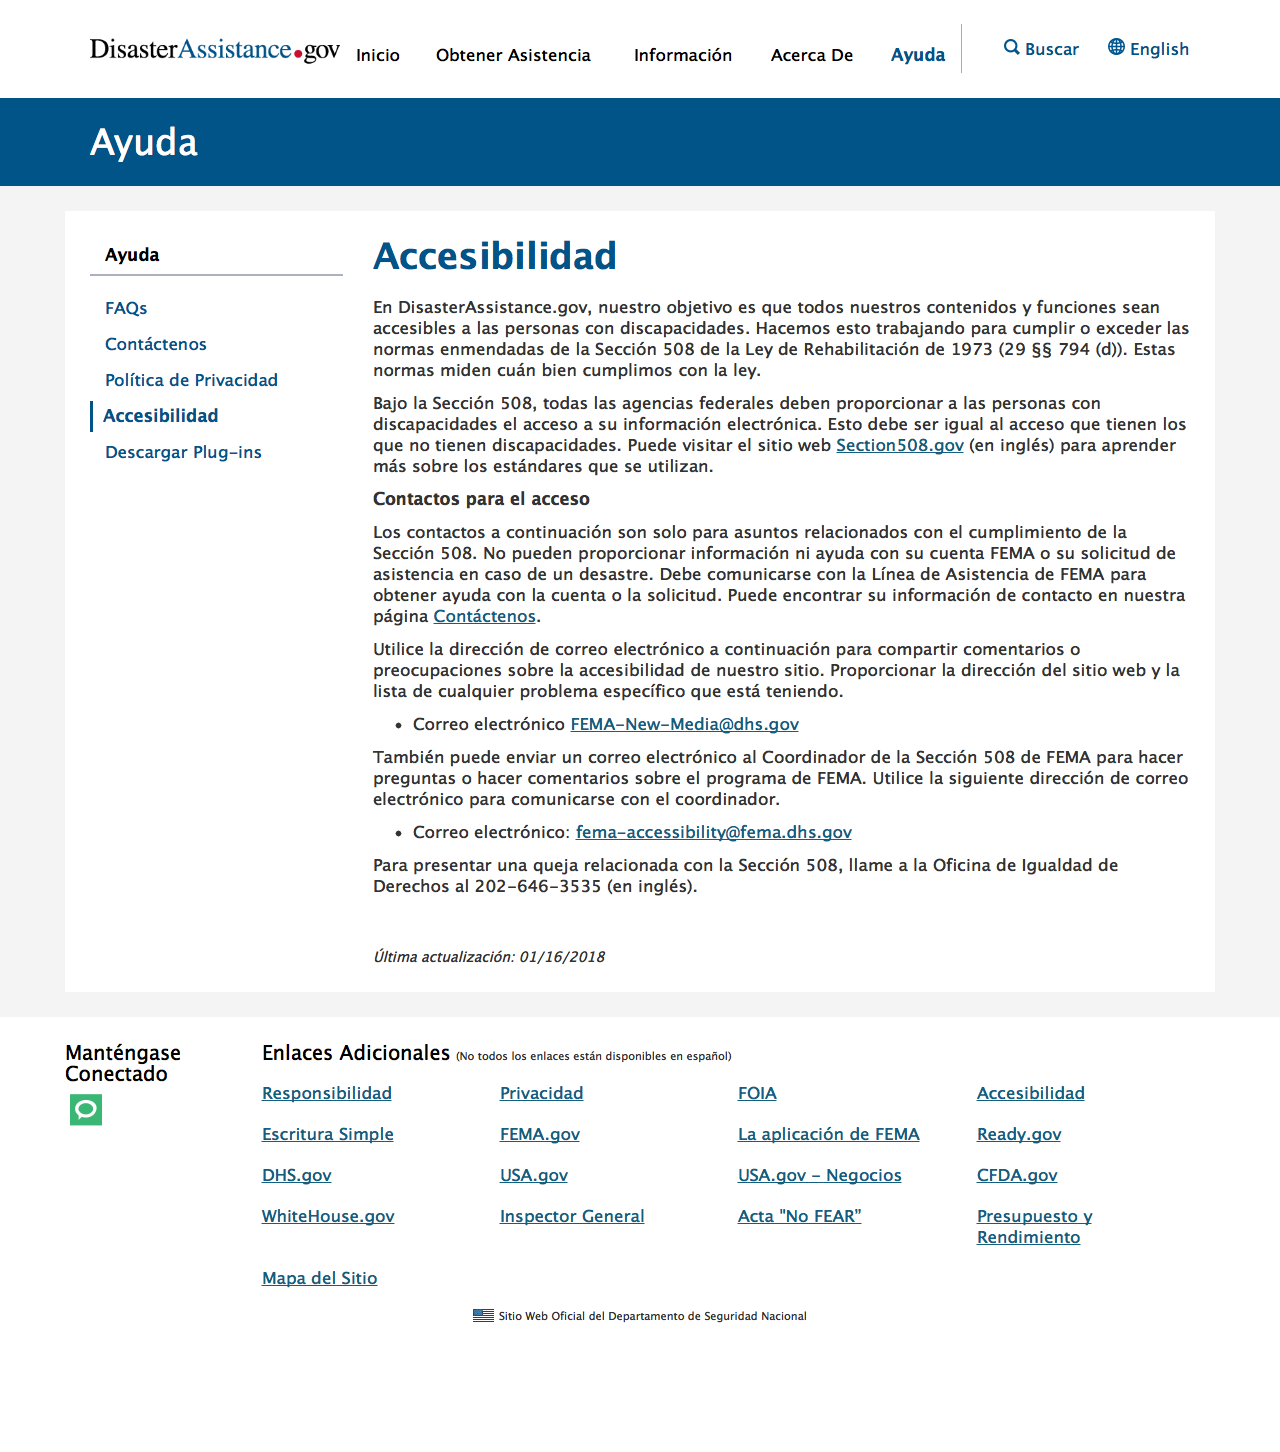 DisasterAssistance.gov
Inicio
Obtener Asistencia
Información
Acerca De
Ayuda
Buscar
English
Ayuda
Ayuda
FAQs
Contáctenos
Política de Privacidad
Accesibilidad
Descargar Plug-ins
Accesibilidad
En DisasterAssistance.gov, nuestro objetivo es que todos nuestros contenidos y funciones sean
accesibles a las personas con discapacidades. Hacemos esto trabajando para cumplir o exceder las
normas enmendadas de la Sección 508 de la Ley de Rehabilitación de 1973 (29 §§ 794 (d)). Estas
normas miden cuán bien cumplimos con la ley.
Bajo la Sección 508, todas las agencias federales deben proporcionar a las personas con
discapacidades el acceso a su información electrónica. Esto debe ser igual al acceso que tienen los
que no tienen discapacidades. Puede visitar el sitio web Section508.gov (en inglés) para aprender
más sobre los estándares que se utilizan.
Contactos para el acceso
Los contactos a continuación son solo para asuntos relacionados con el cumplimiento de la
Sección 508. No pueden proporcionar información ni ayuda con su cuenta FEMA o su solicitud de
asistencia en caso de un desastre. Debe comunicarse con la Línea de Asistencia de FEMA para
obtener ayuda con la cuenta o la solicitud. Puede encontrar su información de contacto en nuestra
página Contáctenos.
Utilice la dirección de correo electrónico a continuación para compartir comentarios o
preocupaciones sobre la accesibilidad de nuestro sitio. Proporcionar la dirección del sitio web y la
lista de cualquier problema específico que está teniendo.
• Correo electrónico FEMA-New-Media@dhs.gov
También puede enviar un correo electrónico al Coordinador de la Sección 508 de FEMA para hacer
preguntas o hacer comentarios sobre el programa de FEMA. Utilice la siguiente dirección de correo
electrónico para comunicarse con el coordinador.
• Correo electrónico: fema-accessibility@fema.dhs.gov
Para presentar una queja relacionada con la Sección 508, llame a la Oficina de Igualdad de
Derechos al 202-646-3535 (en inglés).
Última actualización: 01/16/2018
Manténgase
Conectado
Enlaces Adicionales (No todos los enlaces están disponibles en español)
Responsibilidad
Privacidad
FOIA
Accesibilidad
Escritura Simple
FEMA.gov
La aplicación de FEMA
Ready.gov
DHS.gov
USA.gov
USA.gov - Negocios
CFDA.gov
WhiteHouse.gov
Inspector General
Acta "No FEAR”
Presupuesto y
Rendimiento
Mapa del Sitio
Sitio Web Oficial del Departamento de Seguridad Nacional